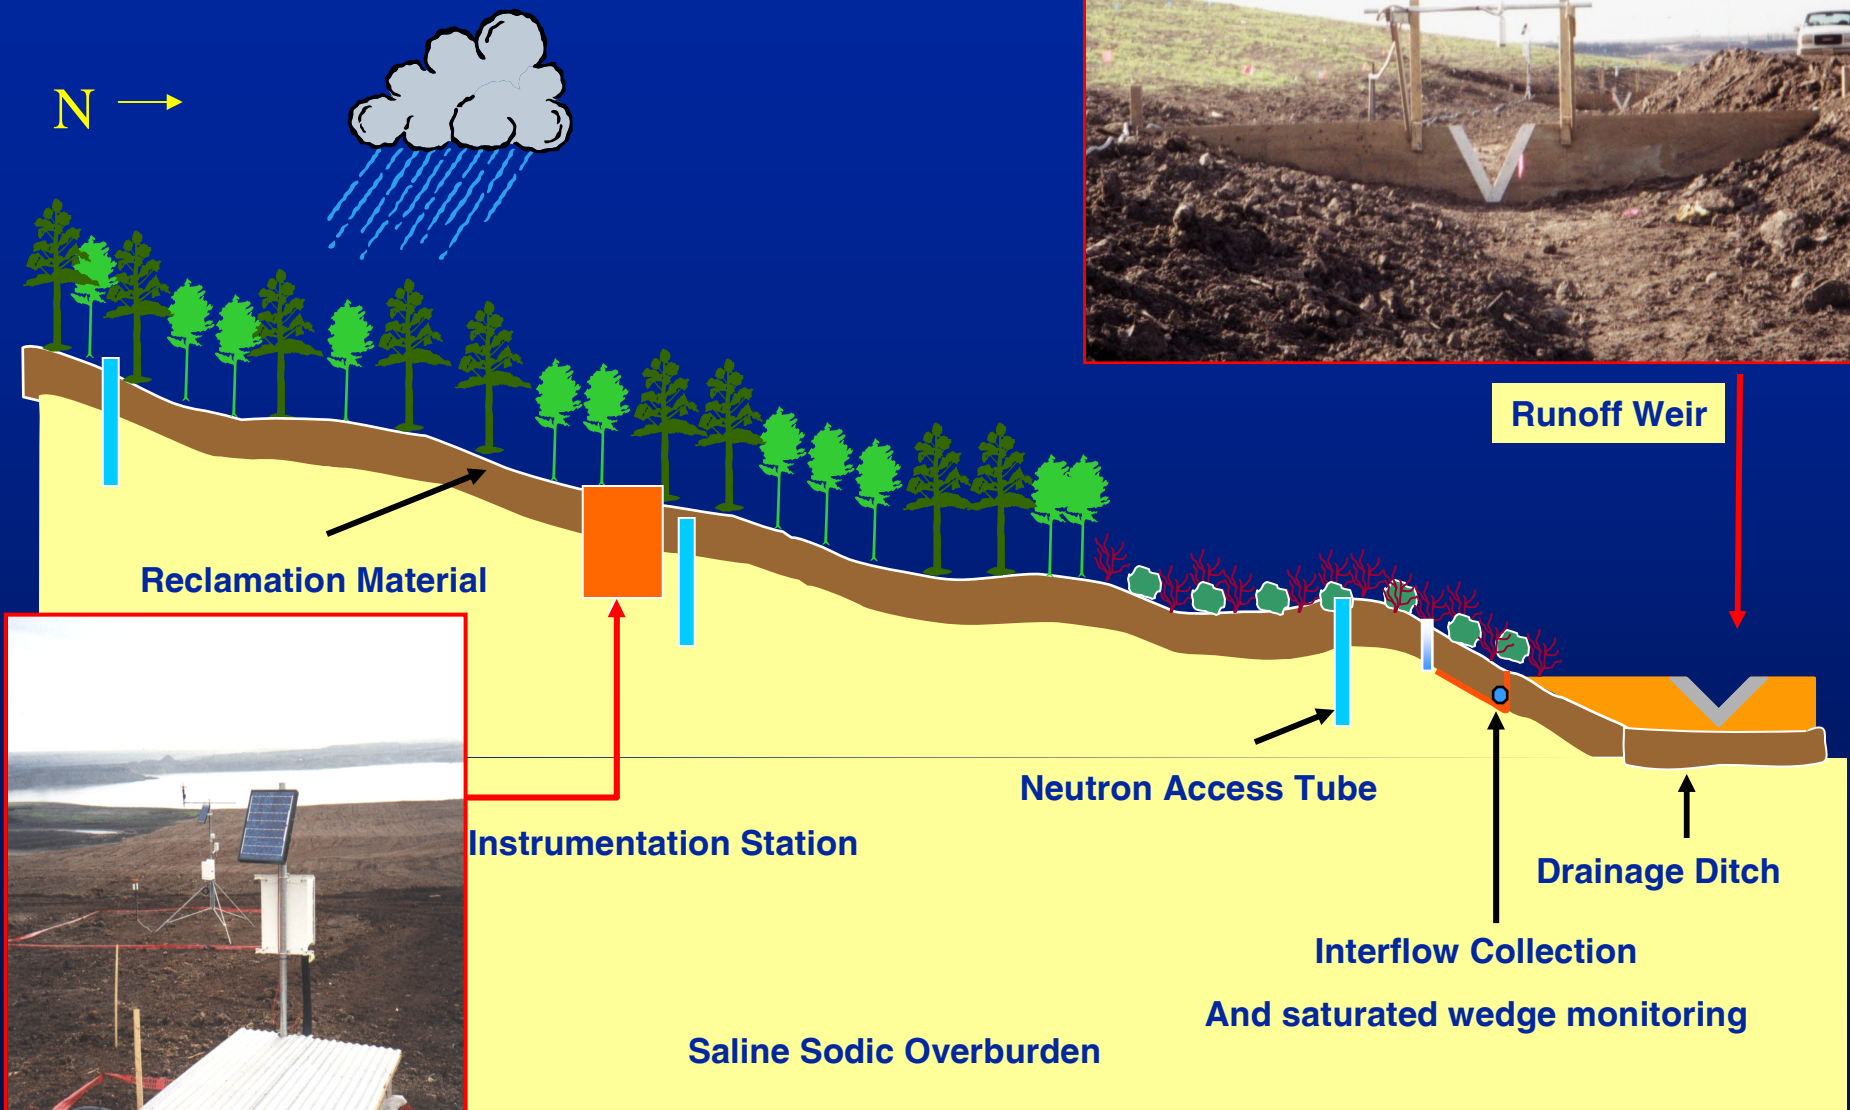 N
Runoff Weir
Reclamation Material
Neutron Access Tube
Instrumentation Station
Drainage Ditch
Interflow Collection
And saturated wedge monitoring
Saline Sodic Overburden